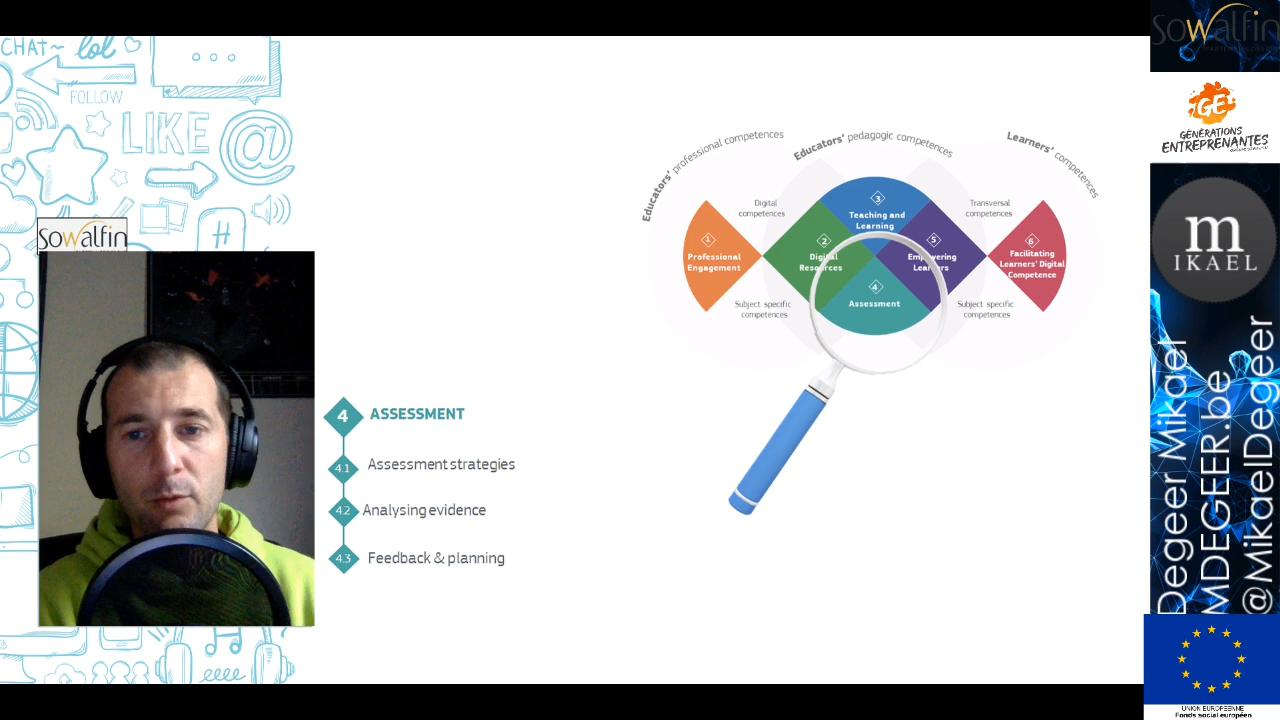 CHAT~ lol
FOLLOW
LIKE @
#
Sowalfin
Educators' professional competences
Educators' pedagogic competences
Learners' competences
Digital
competences
Transversal
competences
1
Professional
Engagement
2
Digital
Resources
3
Teaching and
Learning
4
Assessment
5
Empowering
Learners
6
Facilitating
Learners' Digital
Competence
Subject specific
competences
Subject specific
competences
4 ASSESSMENT
4.1 Assessment strategies
4.2 Analysing evidence
4.3 Feedback & planning
Sowalfin
GE
GÉNÉRATIONS
ENTREPRENANTES
m
IKAEL
Degeer Mikael
MDEGEER.be
@MikaelDegeer
UNION EUROPEENNE
Fonds social européen